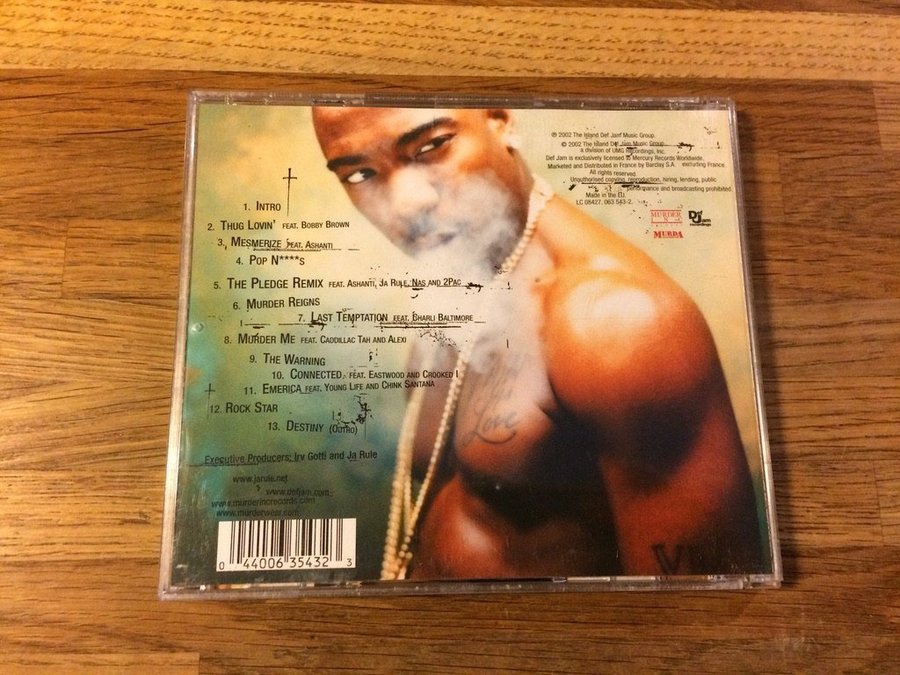 ℗ 2002 The Island Def Jam Music Group.
© 2002 The Island Def Jam Music Group,
a division of UMG Recordings, Inc.
Def Jam is exclusively licensed to Mercury Records Worldwide, excluding France.
Marketed and Distributed in France by Barclay S.A.
All rights reserved.
Unauthorised copying, reproduction, hiring, lending, public
performance and broadcasting prohibited.
Made in the EU.
LC 08427. 063 543-2.
MURDER
INC
MURDA
Def Jam
recordings
1. INTRO
2. THUG LOVIN' FEAT. BOBBY BROWN
3. MESMERIZE FEAT. ASHANTI
4. POP N****S
5. THE PLEDGE REMIX FEAT. ASHANTI, JA RULE, NAS AND 2PAC
6. MURDER REIGNS
7. LAST TEMPTATION FEAT. CHARLI BALTIMORE
8. MURDER ME FEAT. CADDILLAC TAH AND ALEXI
9. THE WARNING
10. CONNECTED FEAT. EASTWOOD AND CROOKED I
11. EMERICA FEAT. YOUNG LIFE AND CHINK SANTANA
12. ROCK STAR
13. DESTINY (OUTRO)
Love
Executive Producers: Irv Gotti and Ja Rule
www.jarule.net
www.defjam.com
www.murderincrecords.com
www.murderwear.com
0 44006 35432 3